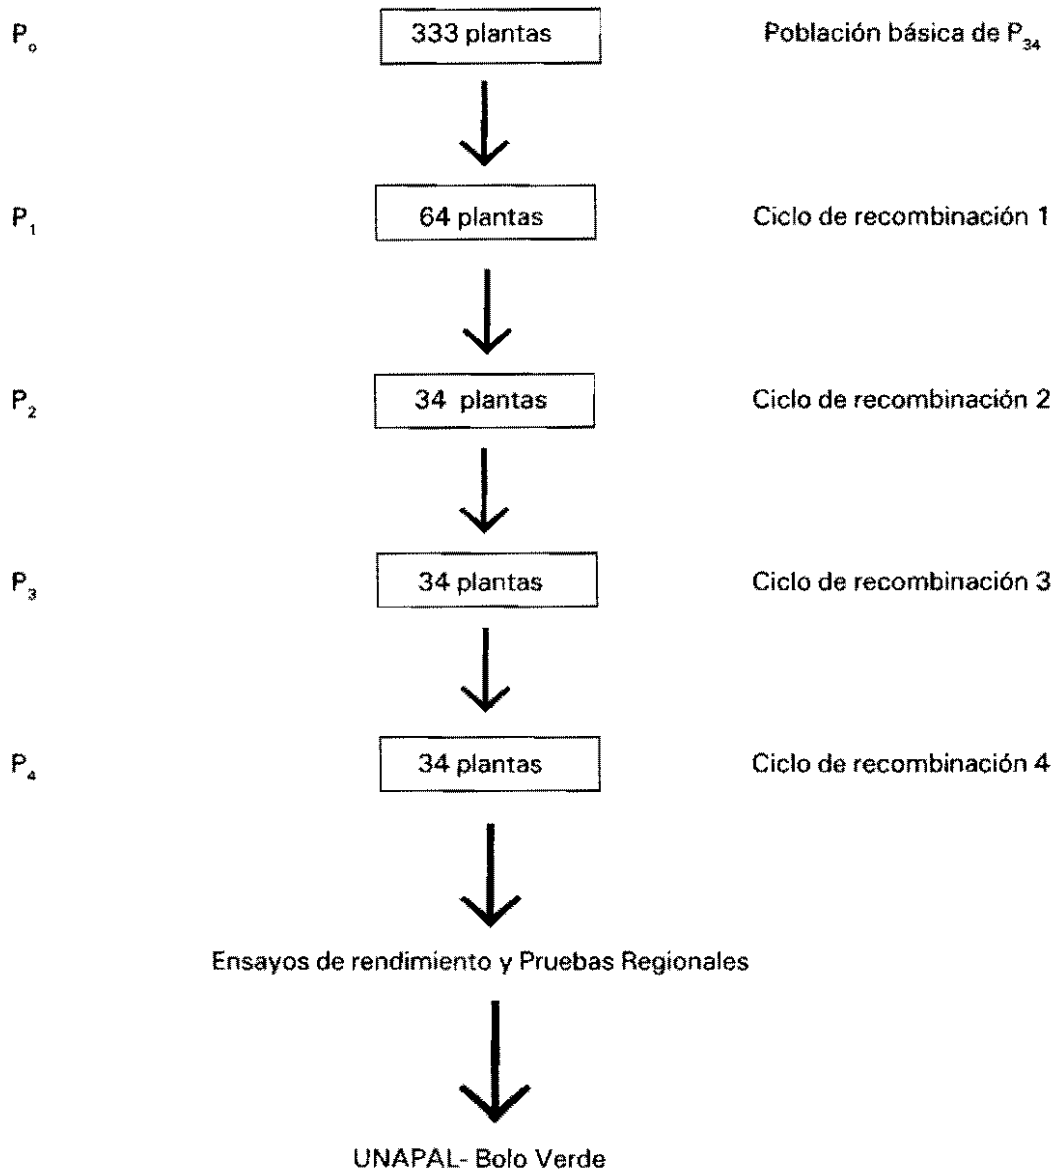 P₀ 333 plantas Población básica de P₃₄
P₁ 64 plantas Ciclo de recombinación 1
P₂ 34 plantas Ciclo de recombinación 2
P₃ 34 plantas Ciclo de recombinación 3
P₄ 34 plantas Ciclo de recombinación 4
Ensayos de rendimiento y Pruebas Regionales
UNAPAL- Bolo Verde